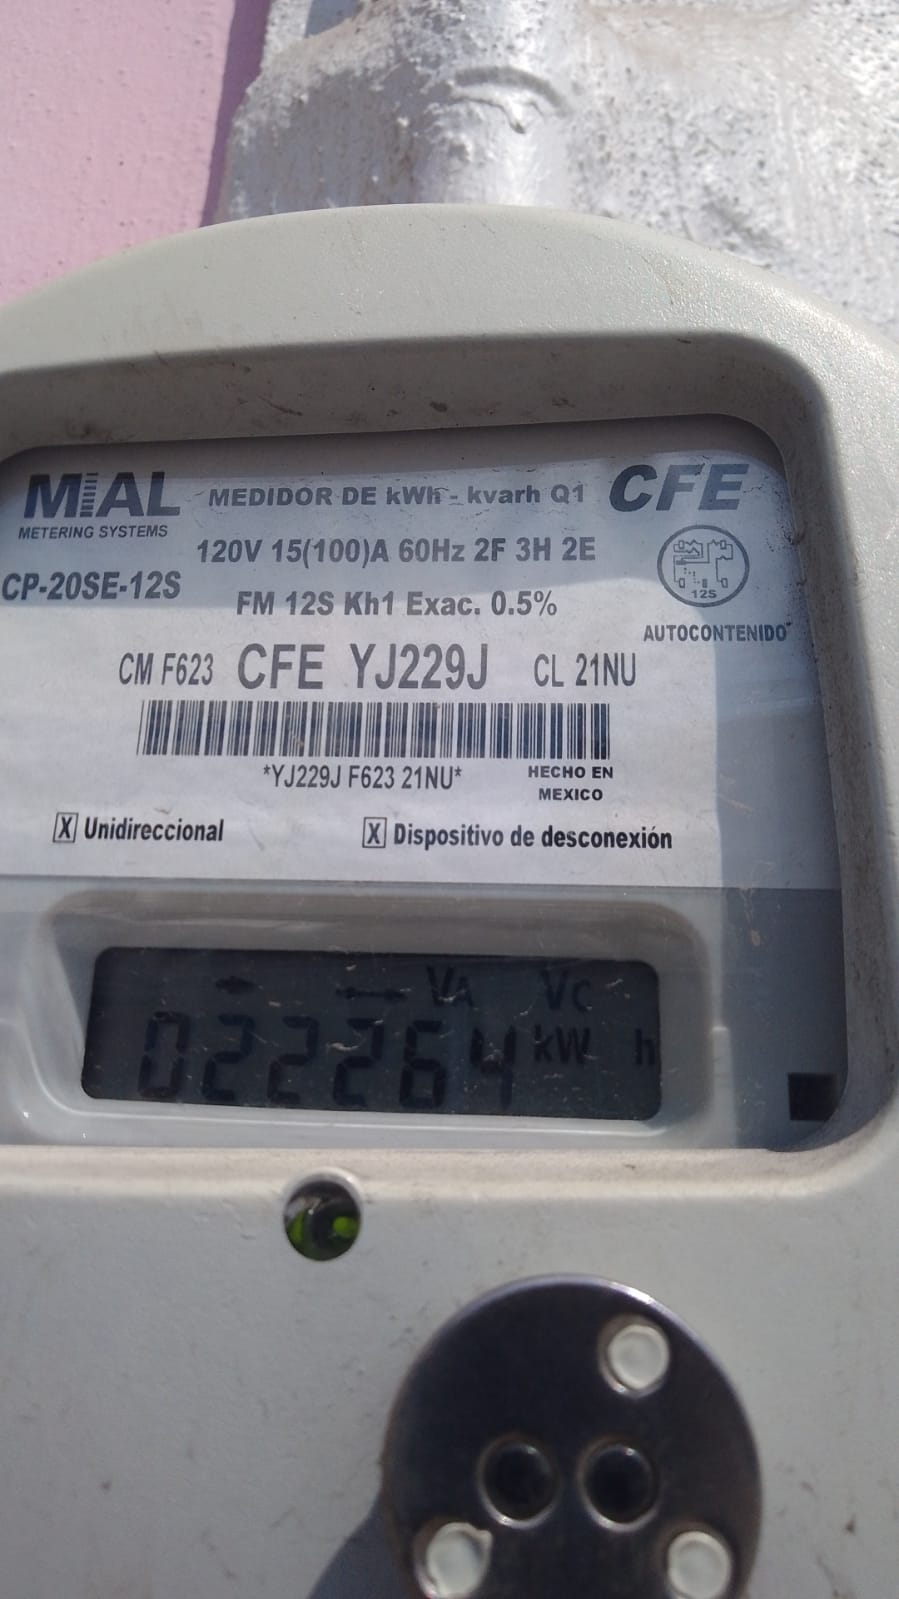 MIAL
METERING SYSTEMS
MEDIDOR DE kWh - kvarh Q1
CFE
120V 15(100)A 60Hz 2F 3H 2E
CP-20SE-12S
FM 12S Kh1 Exac. 0.5%
12S
AUTOCONTENIDO
CM F623 CFE YJ229J CL 21NU
*YJ229J F623 21NU*
HECHO EN
MEXICO
X Unidireccional
X Dispositivo de desconexión
VA VC
022264 kW h